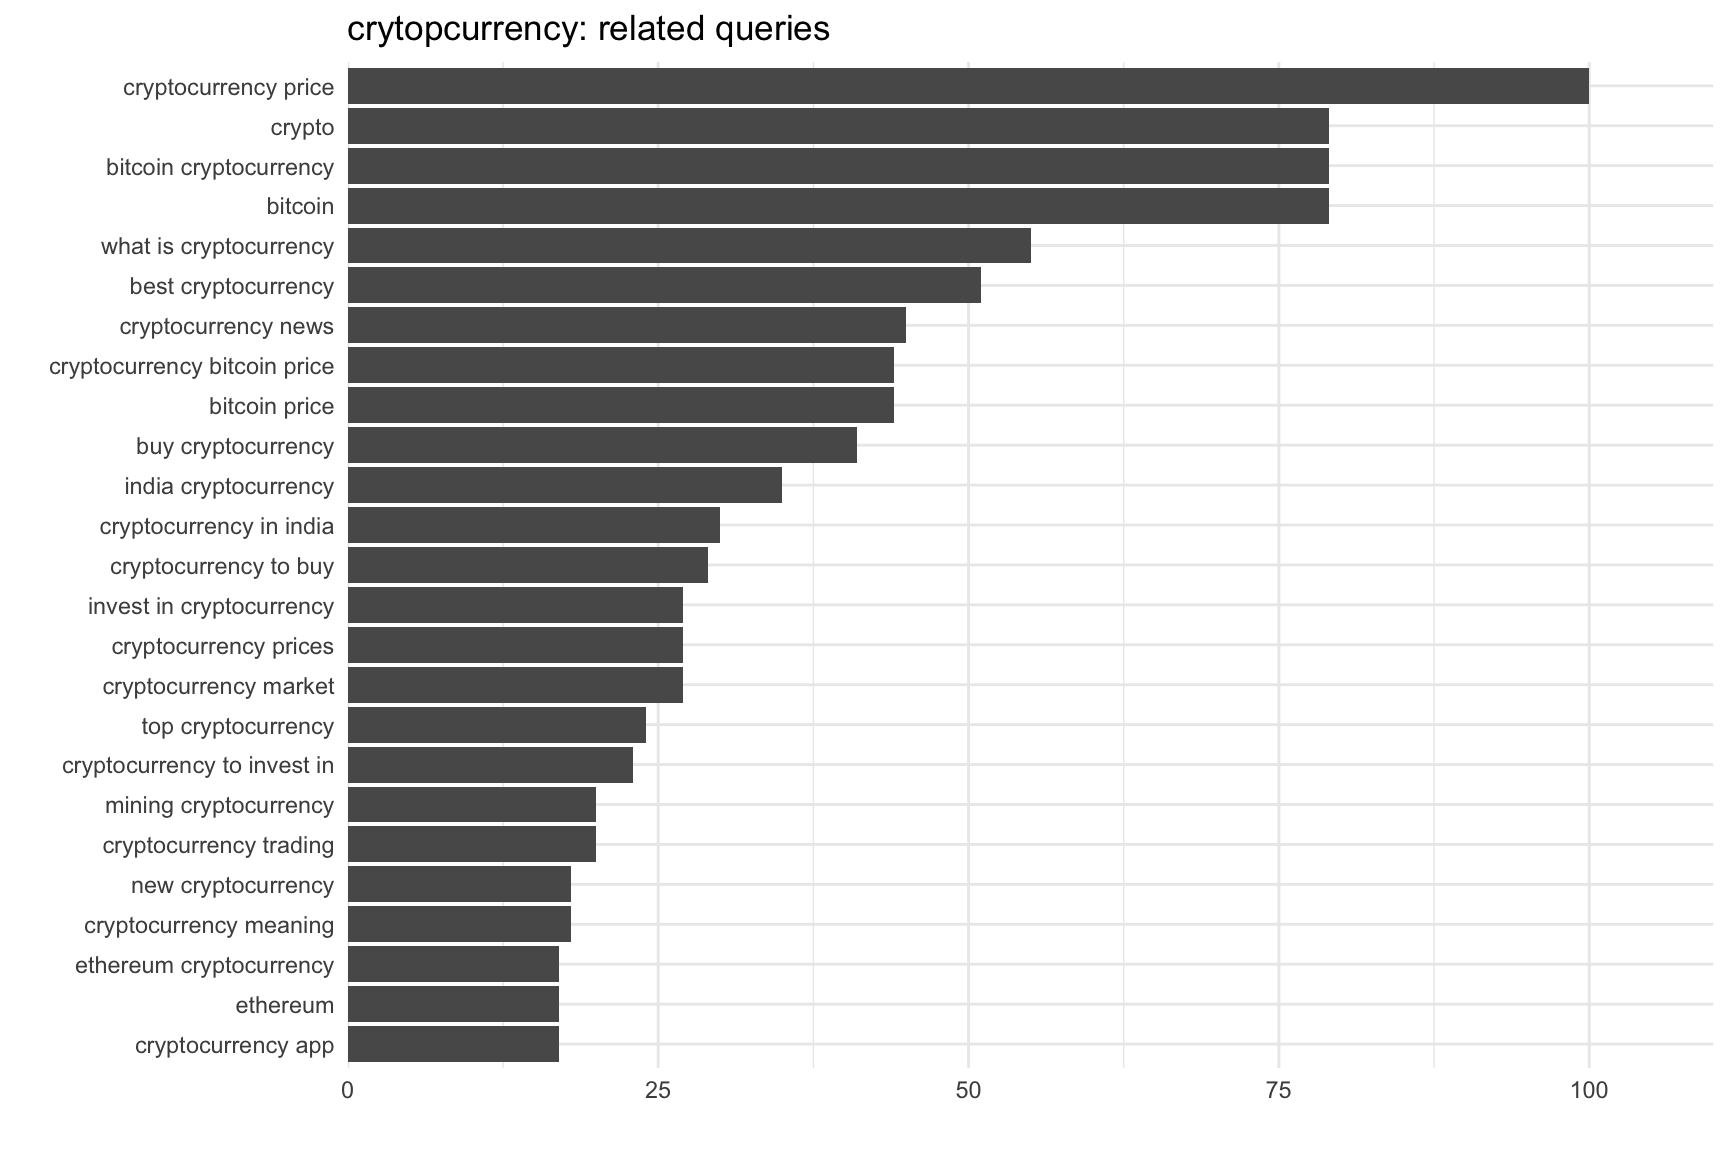 crytopcurrency: related queries
cryptocurrency price
crypto
bitcoin cryptocurrency
bitcoin
what is cryptocurrency
best cryptocurrency
cryptocurrency news
cryptocurrency bitcoin price
bitcoin price
buy cryptocurrency
india cryptocurrency
cryptocurrency in india
cryptocurrency to buy
invest in cryptocurrency
cryptocurrency prices
cryptocurrency market
top cryptocurrency
cryptocurrency to invest in
mining cryptocurrency
cryptocurrency trading
new cryptocurrency
cryptocurrency meaning
ethereum cryptocurrency
ethereum
cryptocurrency app
0 25 50 75 100